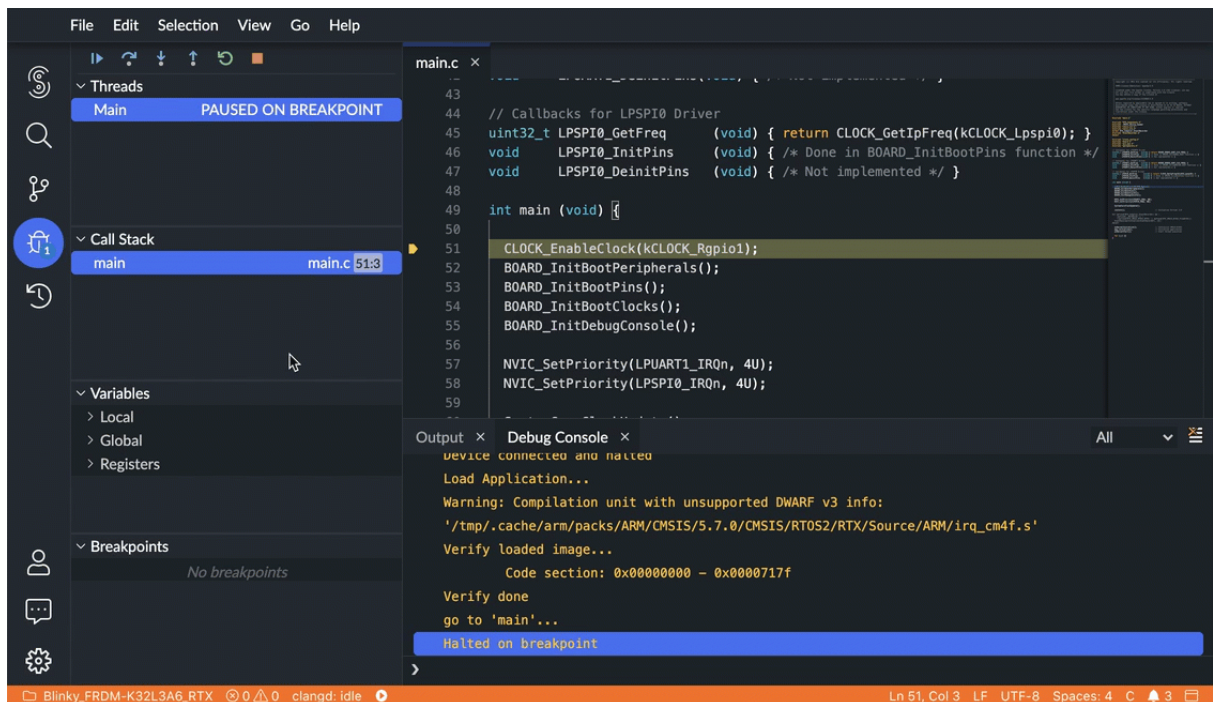 File Edit Selection View Go Help
Threads
Main PAUSED ON BREAKPOINT
Call Stack
main main.c 51:3
Variables
Local
Global
Registers
Breakpoints
No breakpoints
1
main.c ×
43
44 // Callbacks for LPSPI0 Driver
45 uint32_t LPSPI0_GetFreq (void) { return CLOCK_GetIpFreq(kCLOCK_Lpspi0); }
46 void LPSPI0_InitPins (void) { /* Done in BOARD_InitBootPins function */
47 void LPSPI0_DeinitPins (void) { /* Not implemented */ }
48
49 int main (void) {
50
51 CLOCK_EnableClock(kCLOCK_Rgpio1);
52 BOARD_InitBootPeripherals();
53 BOARD_InitBootPins();
54 BOARD_InitBootClocks();
55 BOARD_InitDebugConsole();
56
57 NVIC_SetPriority(LPUART1_IRQn, 4U);
58 NVIC_SetPriority(LPSPI0_IRQn, 4U);
59
Output × Debug Console × All
Device connected and halted
Load Application...
Warning: Compilation unit with unsupported DWARF v3 info:
'/tmp/.cache/arm/packs/ARM/CMSIS/5.7.0/CMSIS/RTOS2/RTX/Source/ARM/irq_cm4f.s'
Verify loaded image...
Code section: 0x00000000 – 0x0000717f
Verify done
go to 'main'...
Halted on breakpoint
Blinky_FRDM-K32L3A6_RTX 0 0 clangd: idle Ln 51, Col 3 LF UTF-8 Spaces: 4 C 3